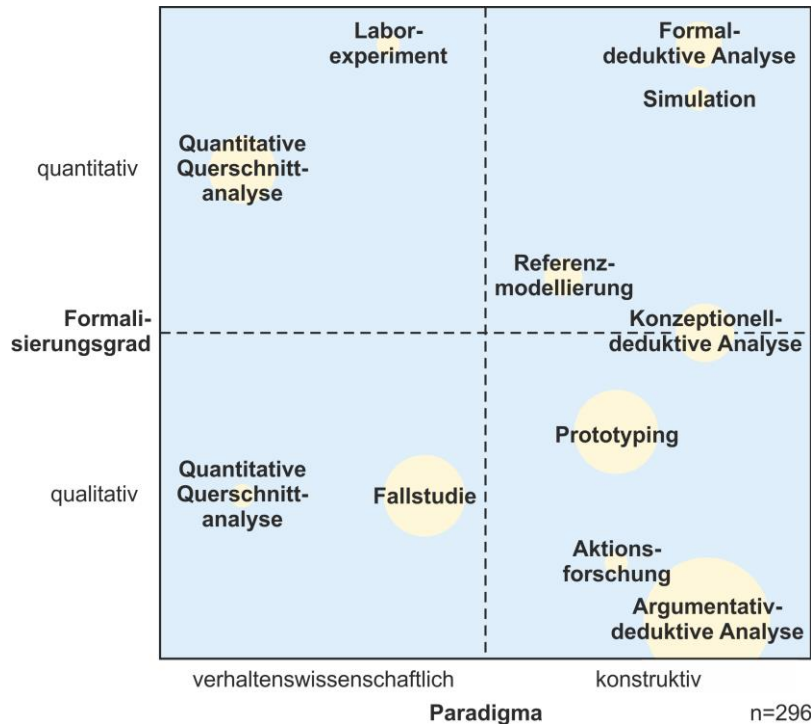 Labor-
experiment
Formal-
deduktive Analyse
Simulation
quantitativ
Quantitative
Querschnitt-
analyse
Referenz-
modellierung
Formali-
sierungsgrad
Konzeptionell-
deduktive Analyse
Prototyping
qualitativ
Quantitative
Querschnitt-
analyse
Fallstudie
Aktions-
forschung
Argumentativ-
deduktive Analyse
verhaltenswissenschaftlich
konstruktiv
Paradigma
n=296